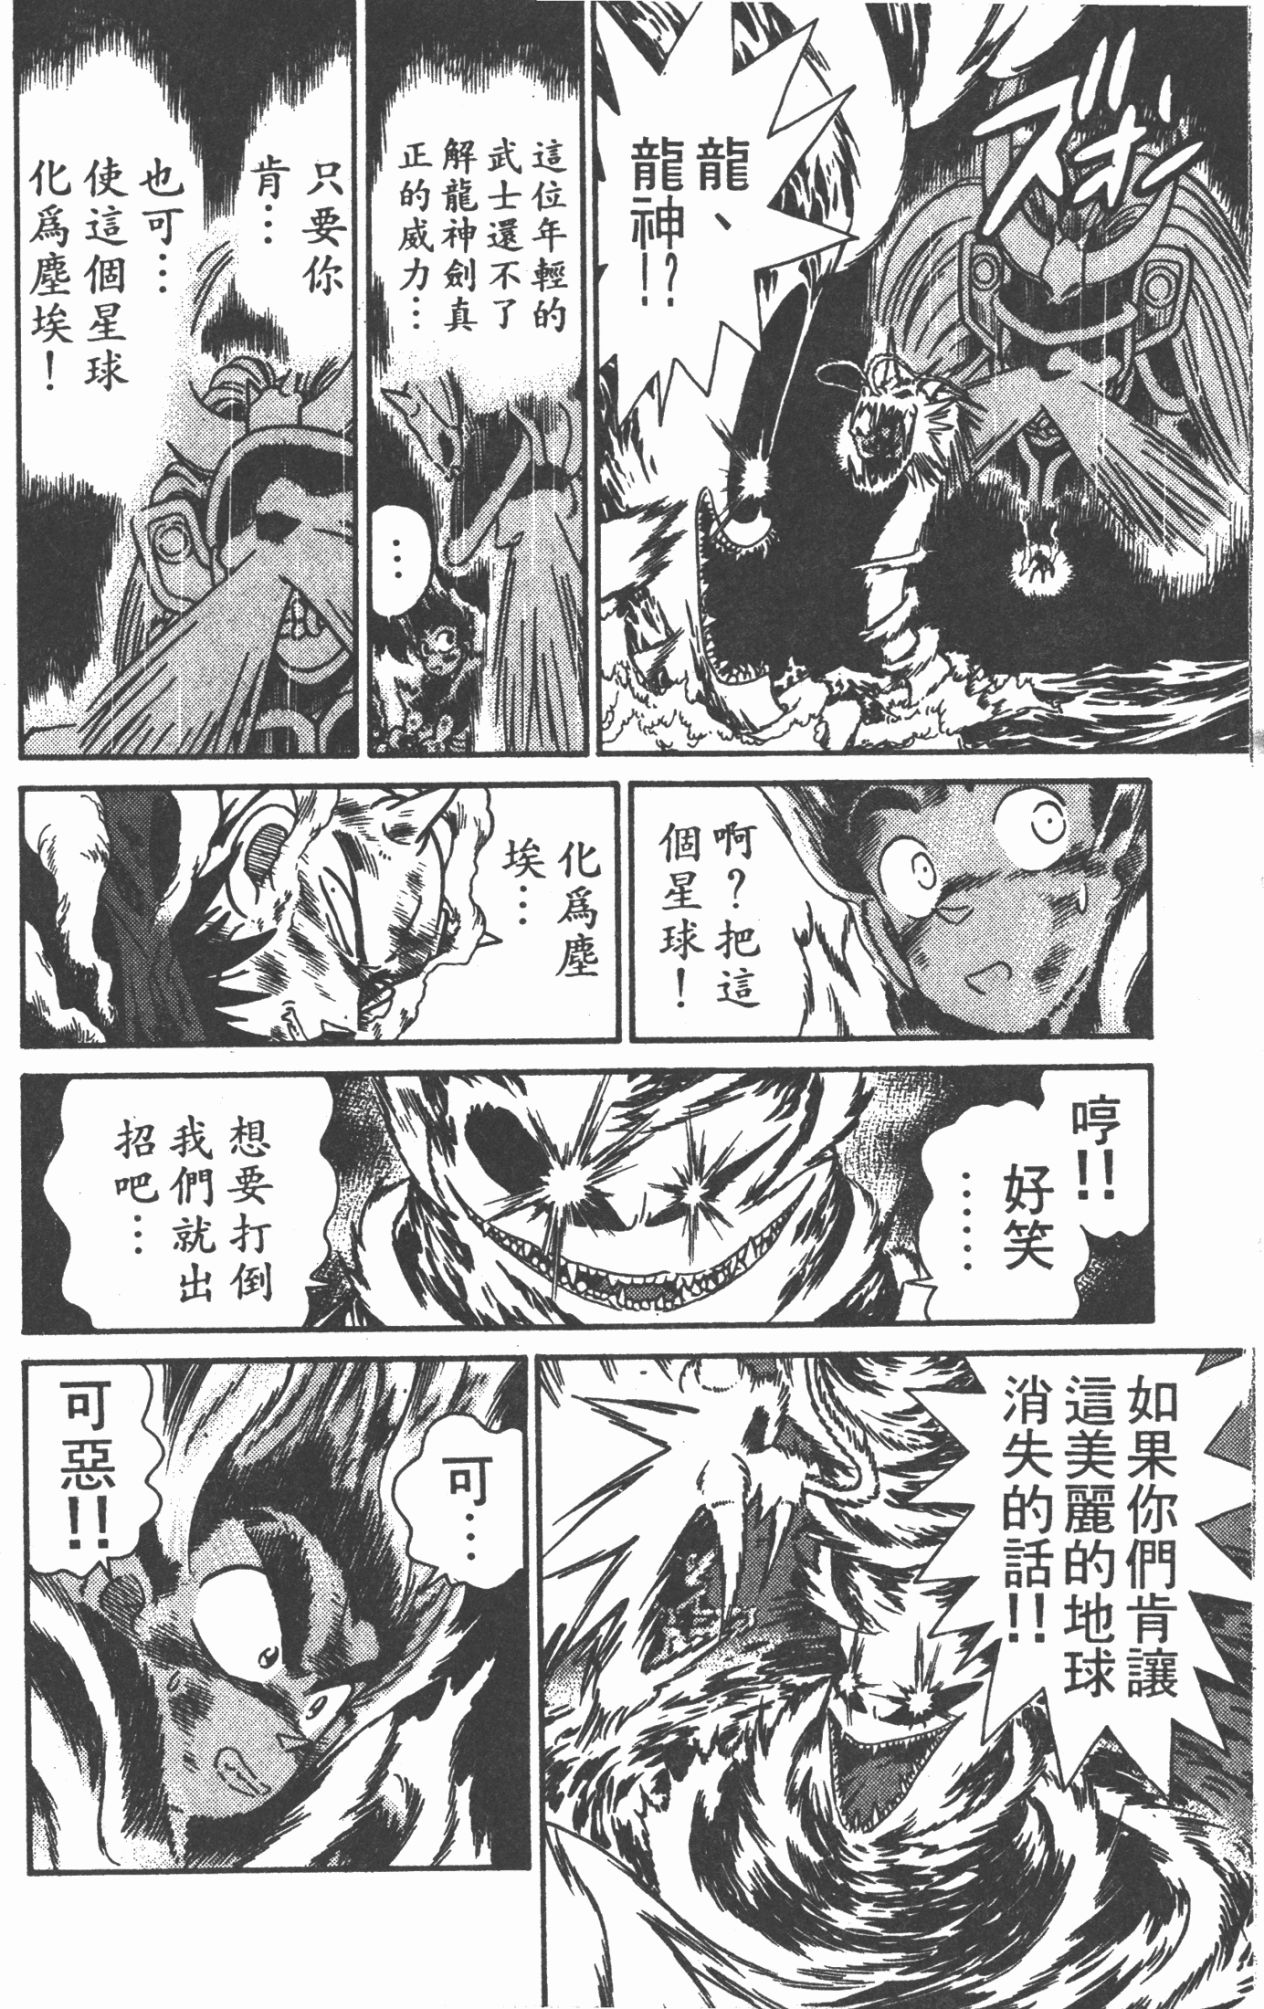 ズオー
龍、
龍神!?
這位年輕的
武士還不了
解龍神劍真
正的威力…
…
只要你
肯…
也可…
使這個星球
化爲塵埃！
啊？把這
個星球！
化爲塵
埃…
哼!!
好笑
……
想要打倒
我們就出
招吧…
如果你們肯讓
這美麗的地球
消失的話!!
可…
可惡!!